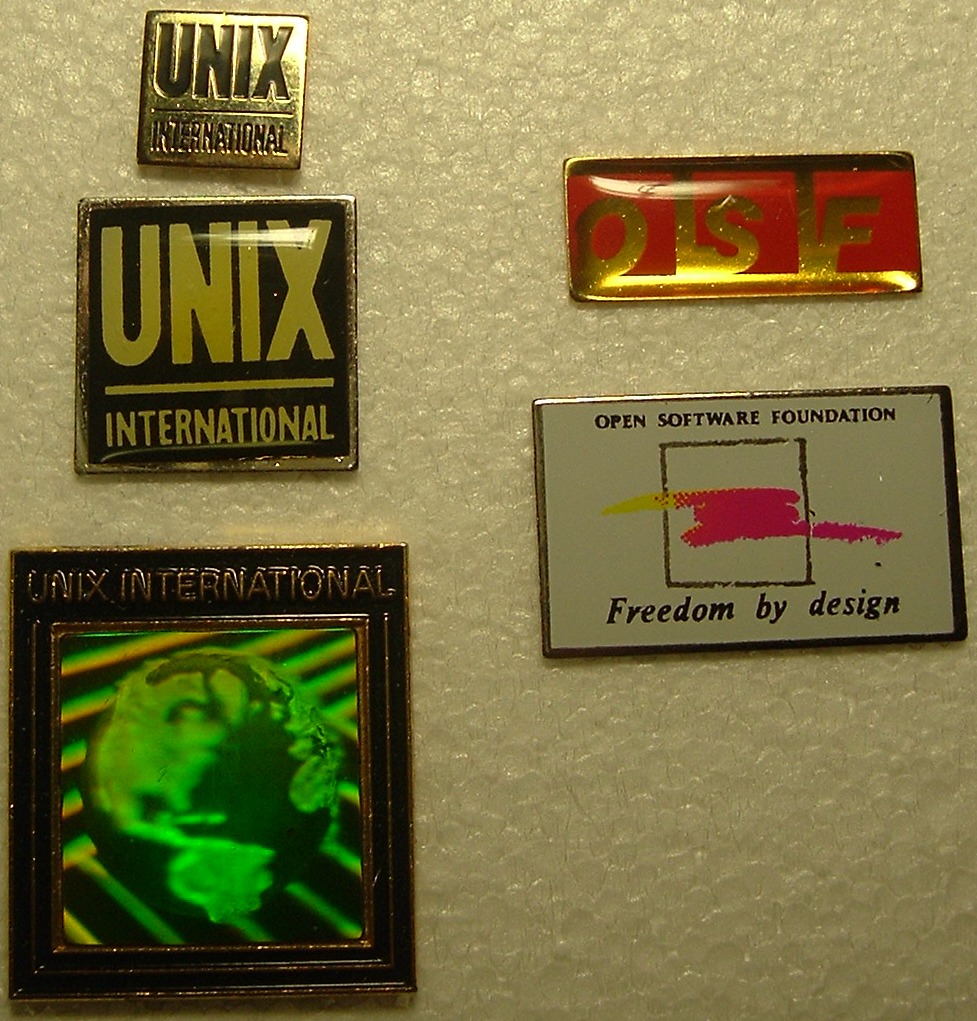 UNIX
INTERNATIONAL
UNIX
INTERNATIONAL
UNIX INTERNATIONAL
OSF
OPEN SOFTWARE FOUNDATION
Freedom by design